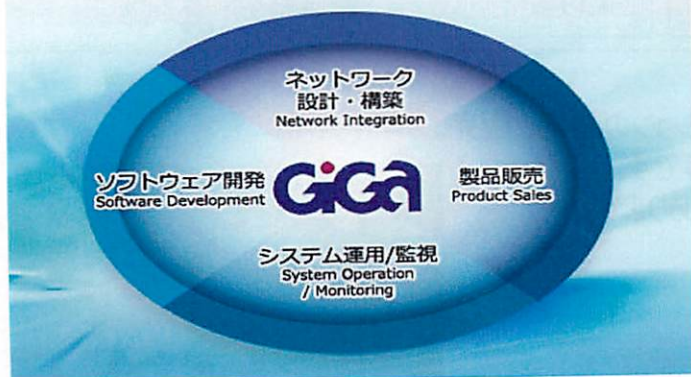 ネットワーク
設計・構築
Network Integration
ソフトウェア開発
Software Development
GiGa
製品販売
Product Sales
システム運用/監視
System Operation
/ Monitoring